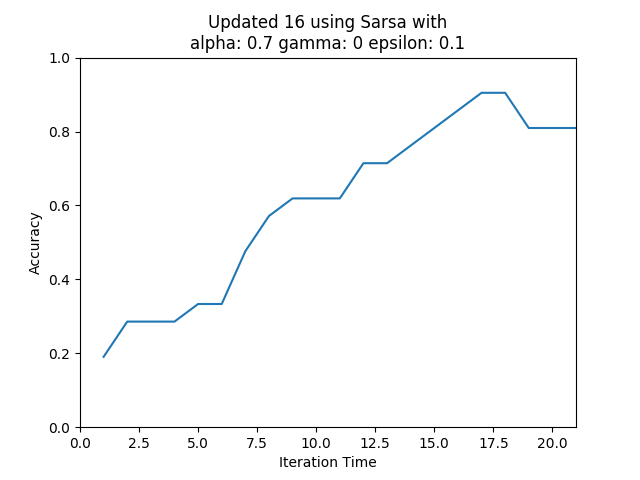 Updated 16 using Sarsa with
alpha: 0.7 gamma: 0 epsilon: 0.1
1.0
0.8
0.6
0.4
0.2
0.0
Accuracy
0.0 2.5 5.0 7.5 10.0 12.5 15.0 17.5 20.0
Iteration Time